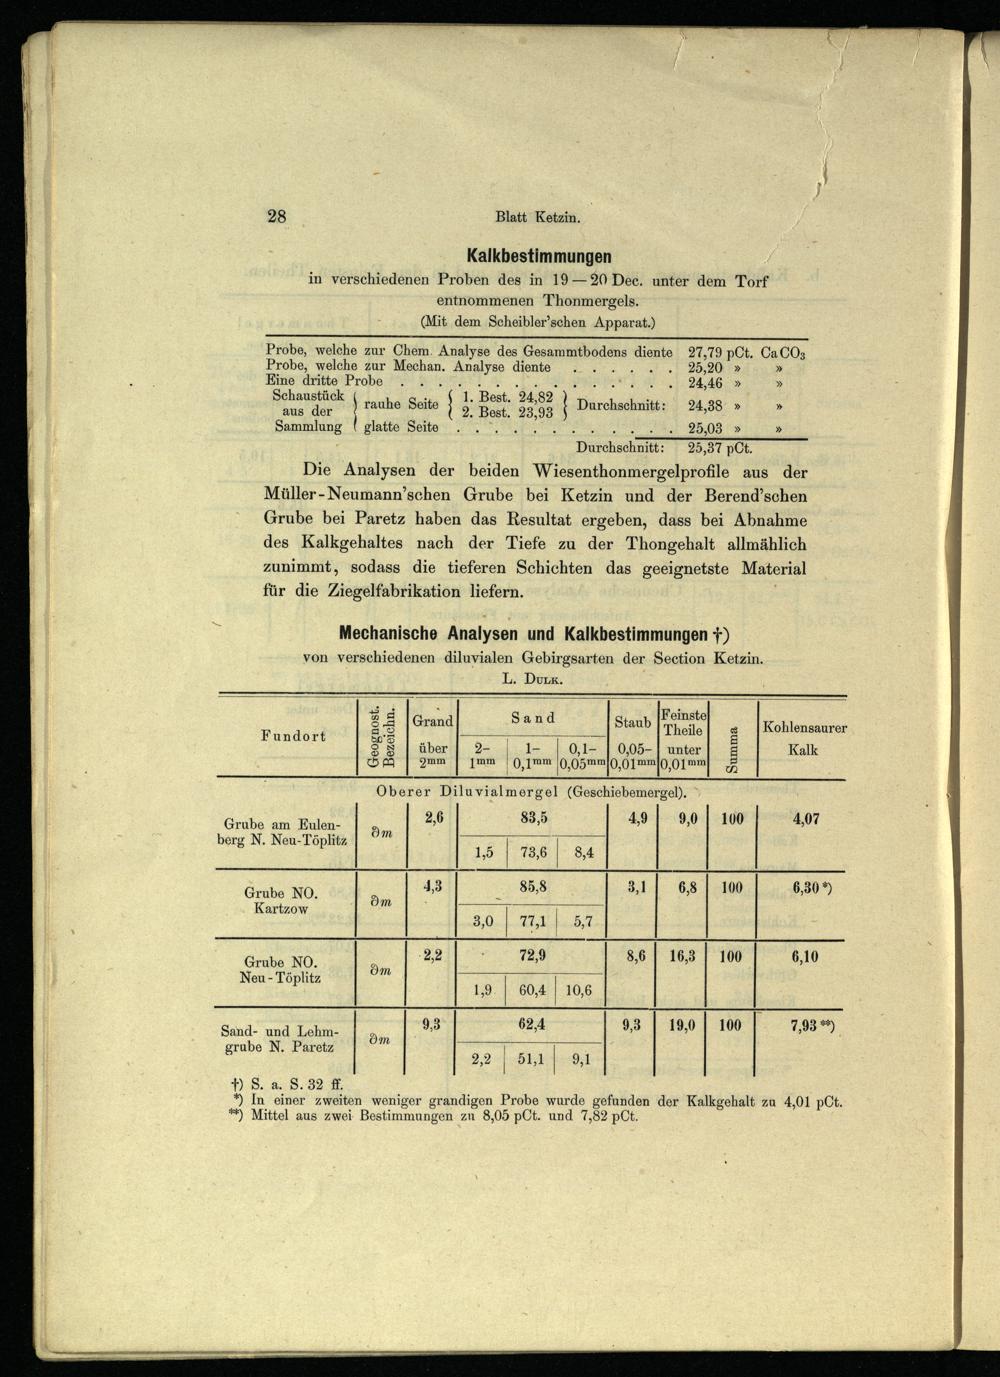 28
Blatt Ketzin.
Kalkbestimmungen
in verschiedenen Proben des in 19 — 20 Dec. unter dem Torf
entnommenen Thonmergels.
(Mit dem Scheibler'schen Apparat.)
Probe, welche zur Chem. Analyse des Gesammtbodens diente 27,79 pCt. CaCO3
Probe, welche zur Mechan. Analyse diente . . . . . . 25,20 » »
Eine dritte Probe . . . . . . . . . . . . . . . 24,46 » »
Schaustück aus der Sammlung { rauhe Seite { 1. Best. 24,82 } Durchschnitt: 24,38 » »
2. Best. 23,93
glatte Seite . . . . . . . . . . . . 25,03 » »
Durchschnitt: 25,37 pCt.
Die Analysen der beiden Wiesenthonmergelprofile aus der
Müller-Neumann'schen Grube bei Ketzin und der Berend'schen
Grube bei Paretz haben das Resultat ergeben, dass bei Abnahme
des Kalkgehaltes nach der Tiefe zu der Thongehalt allmählich
zunimmt, sodass die tieferen Schichten das geeignetste Material
für die Ziegelfabrikation liefern.
Mechanische Analysen und Kalkbestimmungen †)
von verschiedenen diluvialen Gebirgsarten der Section Ketzin.
L. Dulk.
Fundort
Geognost. Bezeichn.
Grand über 2mm
Sand
2-1mm
1-0,1mm
0,1-0,05mm
Staub 0,05-0,01mm
Feinste Theile unter 0,01mm
Summa
Kohlensaurer Kalk
Oberer Diluvialmergel (Geschiebemergel).
Grube am Eulen-
berg N. Neu-Töplitz
∂m 2,6 83,5 4,9 9,0 100 4,07
1,5 73,6 8,4
Grube NO.
Kartzow
∂m 4,3 85,8 3,1 6,8 100 6,30 *)
3,0 77,1 5,7
Grube NO.
Neu-Töplitz
∂m 2,2 72,9 8,6 16,3 100 6,10
1,9 60,4 10,6
Sand- und Lehm-
grube N. Paretz
∂m 9,3 62,4 9,3 19,0 100 7,93 **)
2,2 51,1 9,1
†) S. a. S. 32 ff.
*) In einer zweiten weniger grandigen Probe wurde gefunden der Kalkgehalt zu 4,01 pCt.
**) Mittel aus zwei Bestimmungen zu 8,05 pCt. und 7,82 pCt.